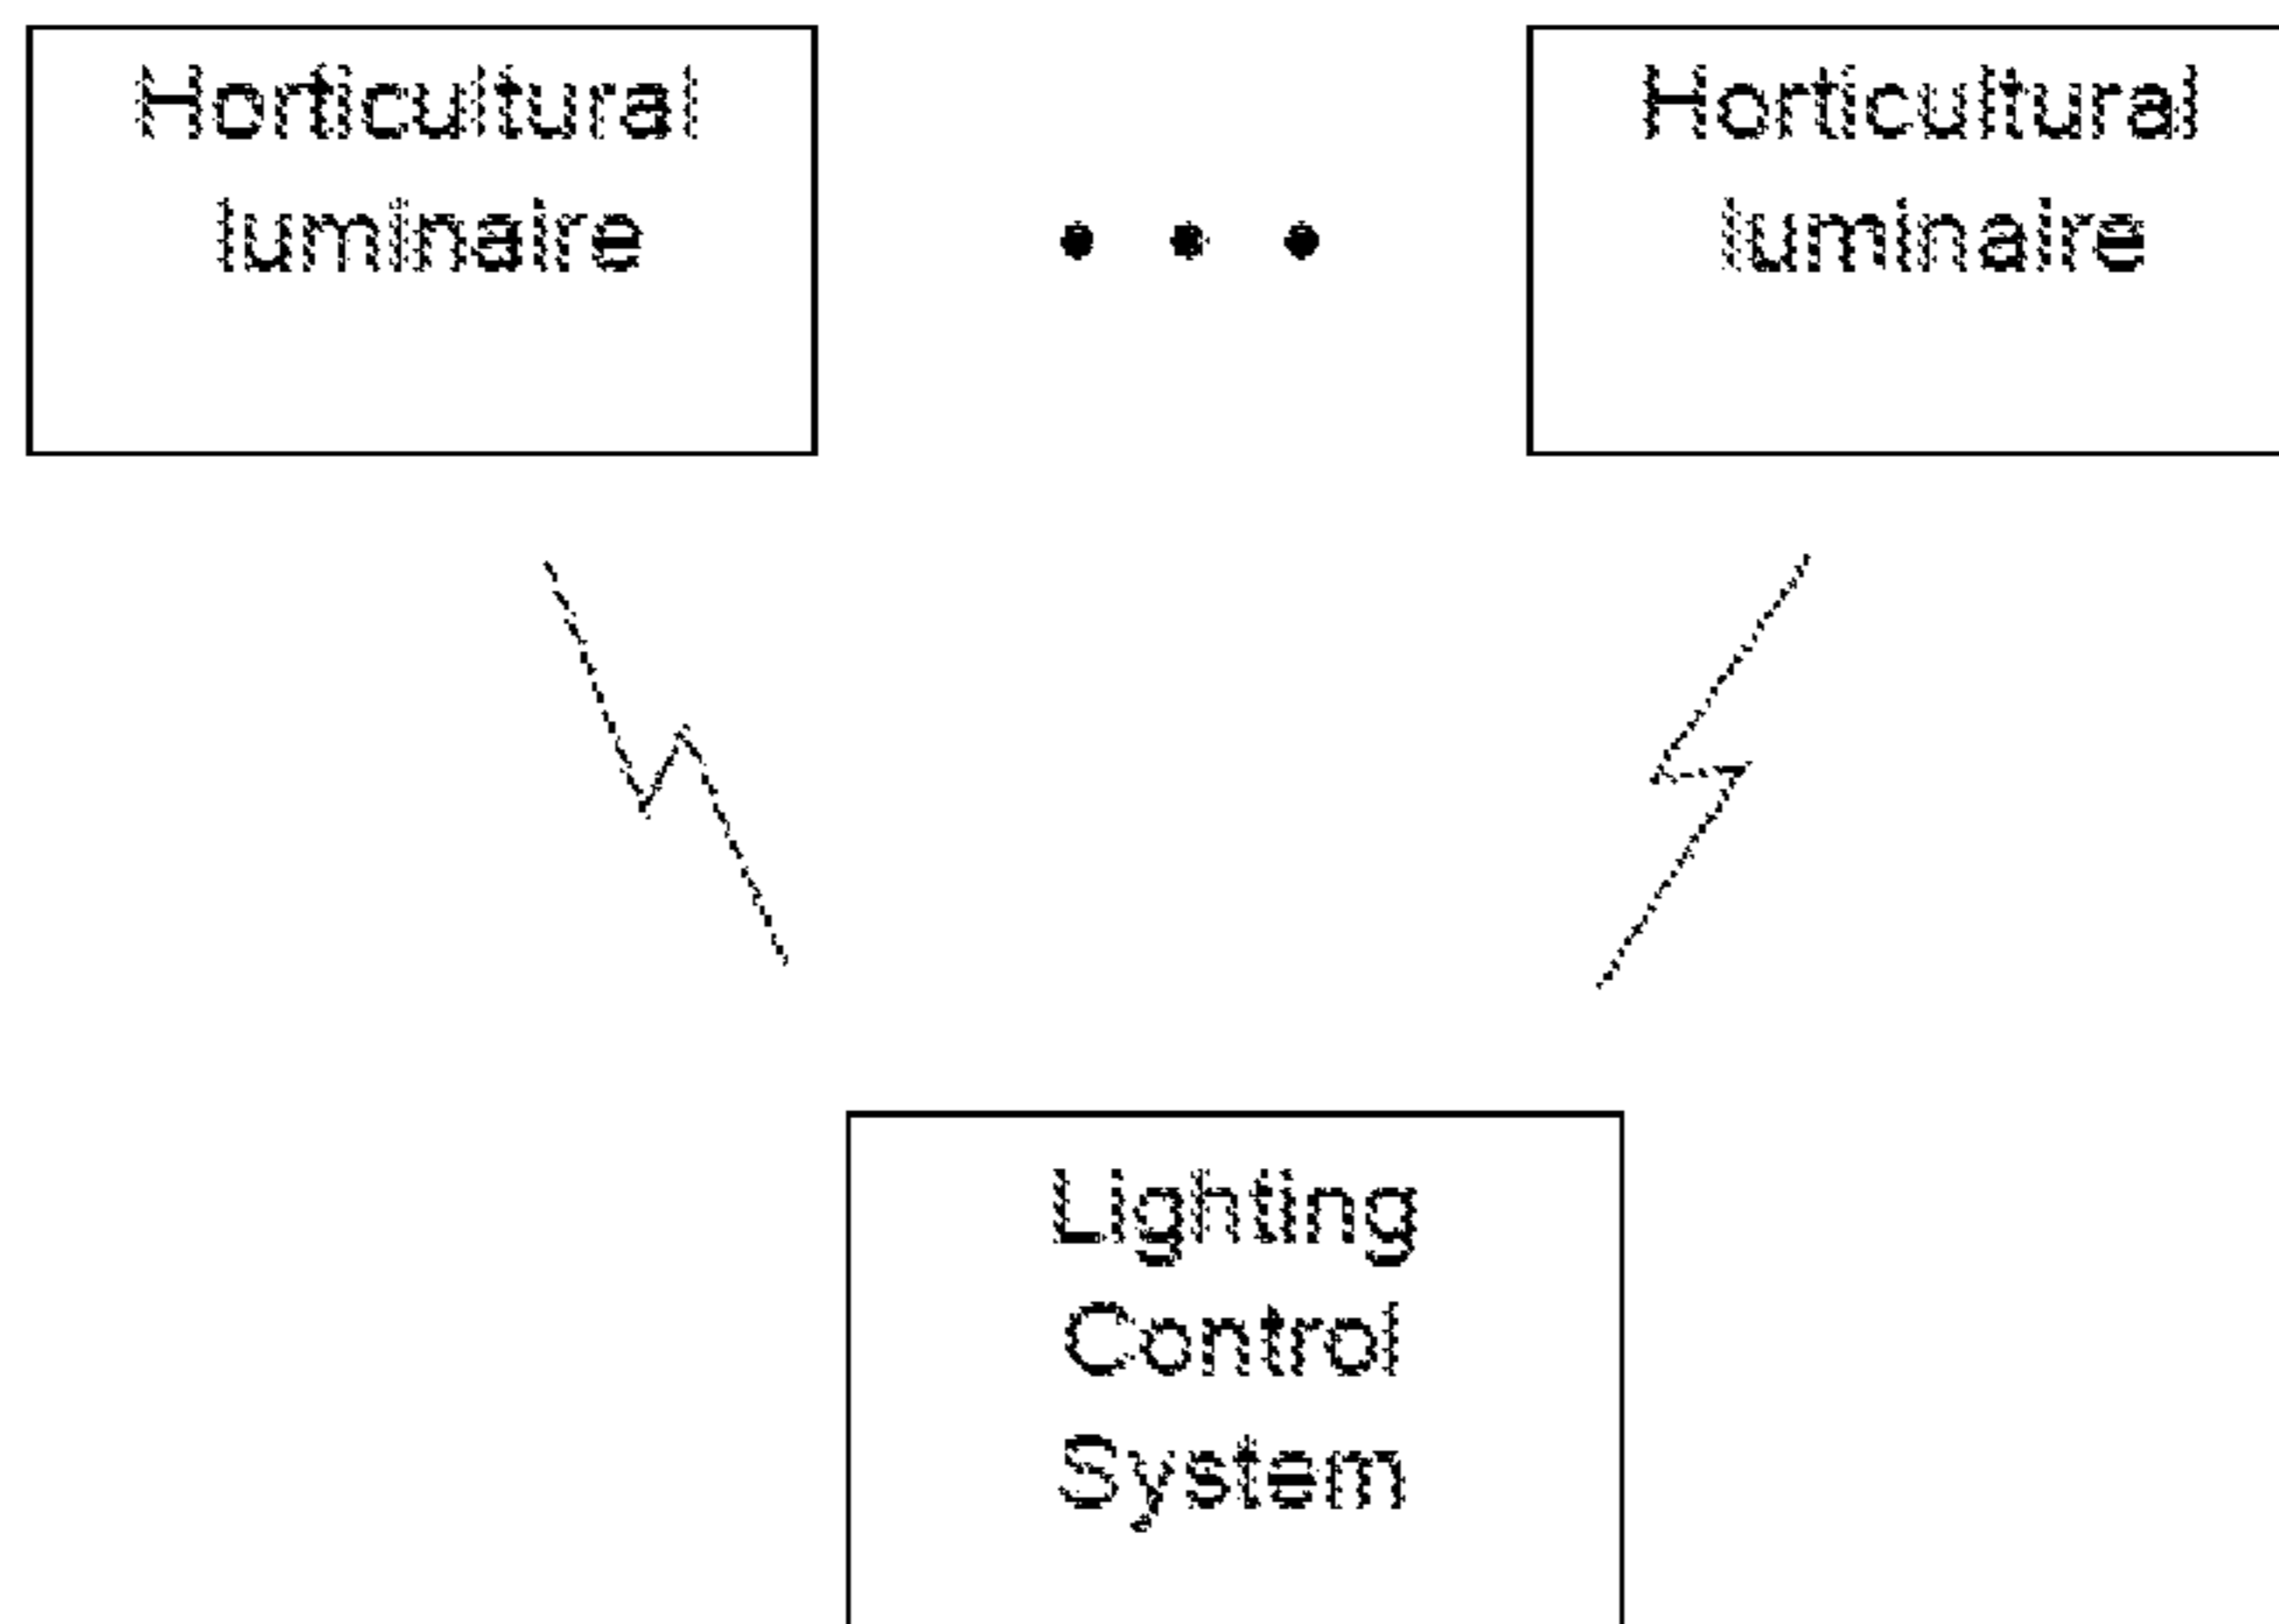 Horticultural
luminaire
Horticultural
luminaire
Lighting
Control
System